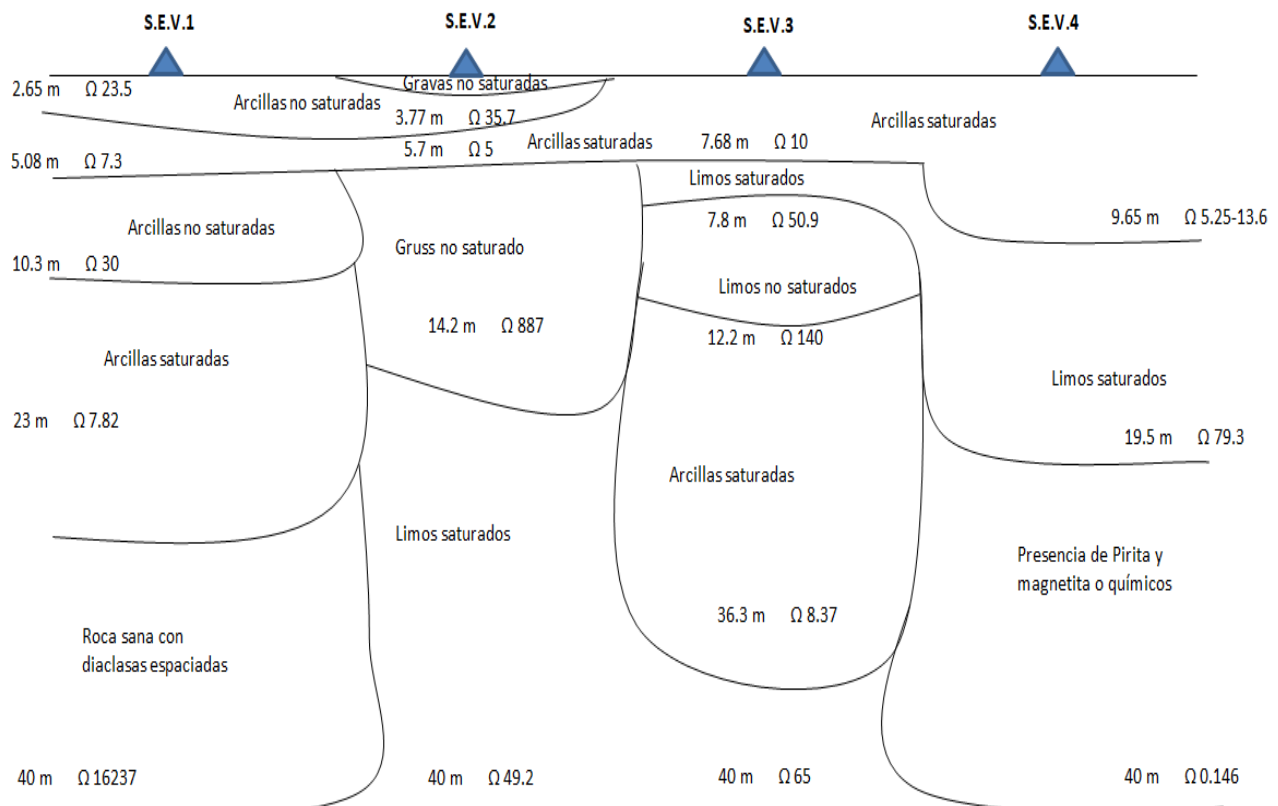 S.E.V.1
S.E.V.2
S.E.V.3
S.E.V.4
Gravas no saturadas
2.65 m Ω 23.5
Arcillas no saturadas
3.77 m Ω 35.7
Arcillas saturadas
Arcillas saturadas
7.68 m Ω 10
5.7 m Ω 5
5.08 m Ω 7.3
Limos saturados
Arcillas no saturadas
7.8 m Ω 50.9
9.65 m Ω 5.25-13.6
Gruss no saturado
10.3 m Ω 30
Limos no saturados
14.2 m Ω 887
12.2 m Ω 140
Arcillas saturadas
Limos saturados
23 m Ω 7.82
19.5 m Ω 79.3
Arcillas saturadas
Limos saturados
Presencia de Pirita y
magnetita o químicos
36.3 m Ω 8.37
Roca sana con
diaclasas espaciadas
40 m Ω 16237
40 m Ω 49.2
40 m Ω 65
40 m Ω 0.146